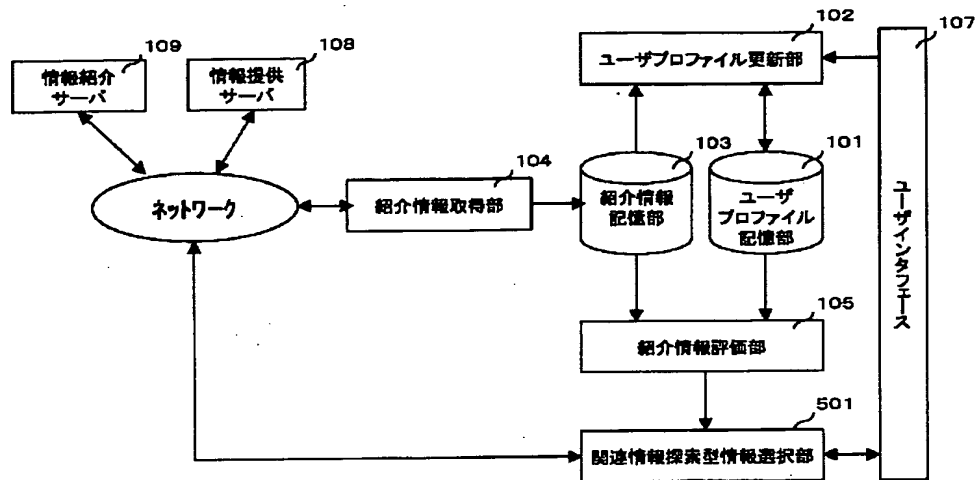 102
107
109
108
ユーザプロファイル更新部
情報紹介
サーバ
情報提供
サーバ
103
101
104
ネットワーク
紹介情報取得部
紹介情報
記憶部
ユーザ
プロファイル
記憶部
ユーザインタフェース
105
紹介情報評価部
501
関連情報探索型情報選択部